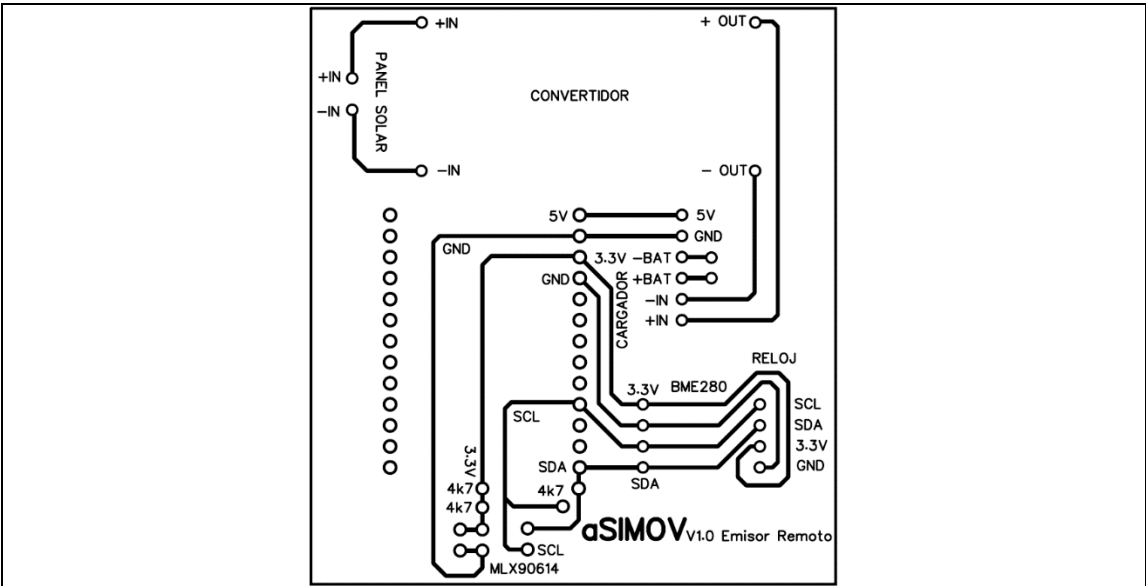 +IN
+ OUT
+IN
PANEL SOLAR
CONVERTIDOR
-IN
-IN
- OUT
5V
5V
GND
GND
3.3V
-BAT
GND
+BAT
CARGADOR
-IN
+IN
RELOJ
3.3V
BME280
SCL
SCL
SDA
3.3V
3.3V
SDA
GND
SDA
4k7
4k7
4k7
aSIMOV V1.0 Emisor Remoto
SCL
MLX90614